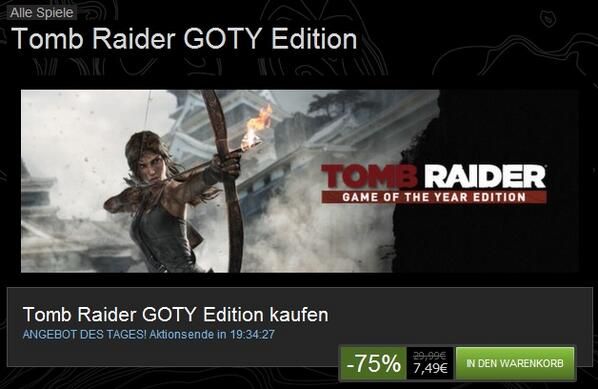 Alle Spiele
Tomb Raider GOTY Edition
TOMB RAIDER
GAME OF THE YEAR EDITION
Tomb Raider GOTY Edition kaufen
ANGEBOT DES TAGES! Aktionsende in 19:34:27
-75%
29,99€
7,49€
IN DEN WARENKORB